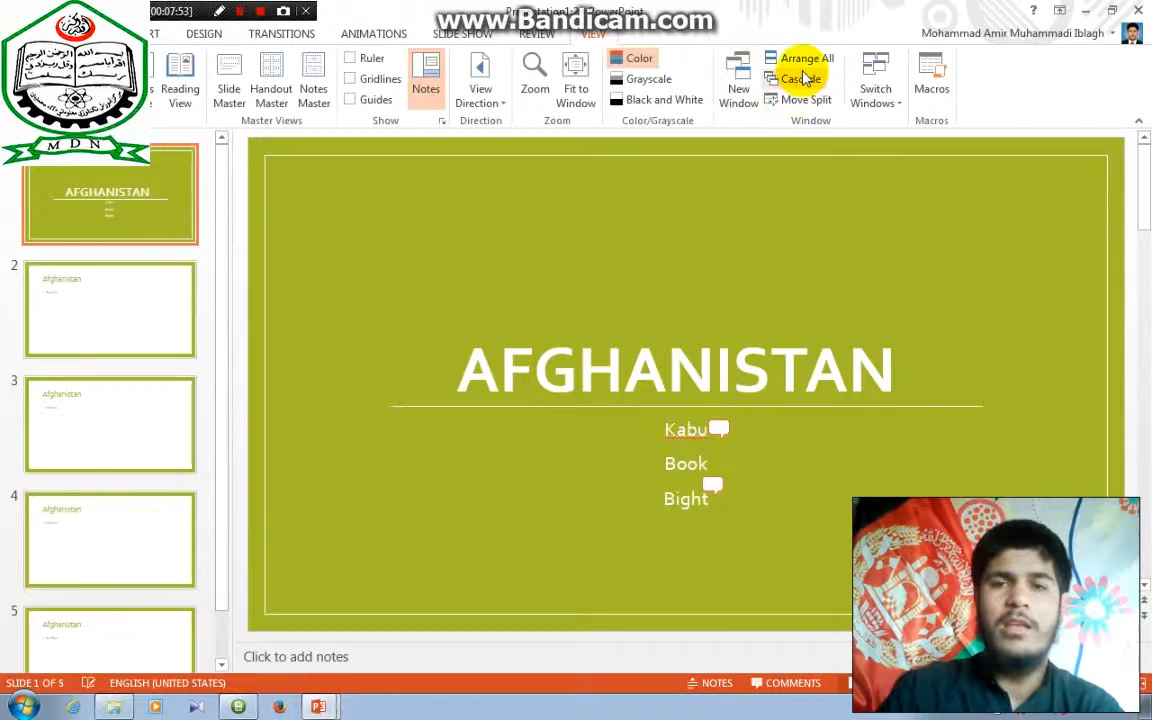 [00:07:53]
www.Bandicam.com
DESIGN
TRANSITIONS
ANIMATIONS
SLIDE SHOW
REVIEW
VIEW
Mohammad Amir Muhammadi Iblagh
Reading View
Slide Master
Handout Master
Notes Master
Master Views
Ruler
Gridlines
Guides
Show
Notes
View Direction
Direction
Zoom
Fit to Window
Zoom
Color
Grayscale
Black and White
Color/Grayscale
New Window
Arrange All
Cascade
Move Split
Window
Switch Windows
Macros
Macros
M D N
AFGHANISTAN
2
Afghanistan
3
Afghanistan
4
Afghanistan
5
Afghanistan
AFGHANISTAN
Kabu
Book
Bight
Click to add notes
SLIDE 1 OF 5
ENGLISH (UNITED STATES)
NOTES
COMMENTS